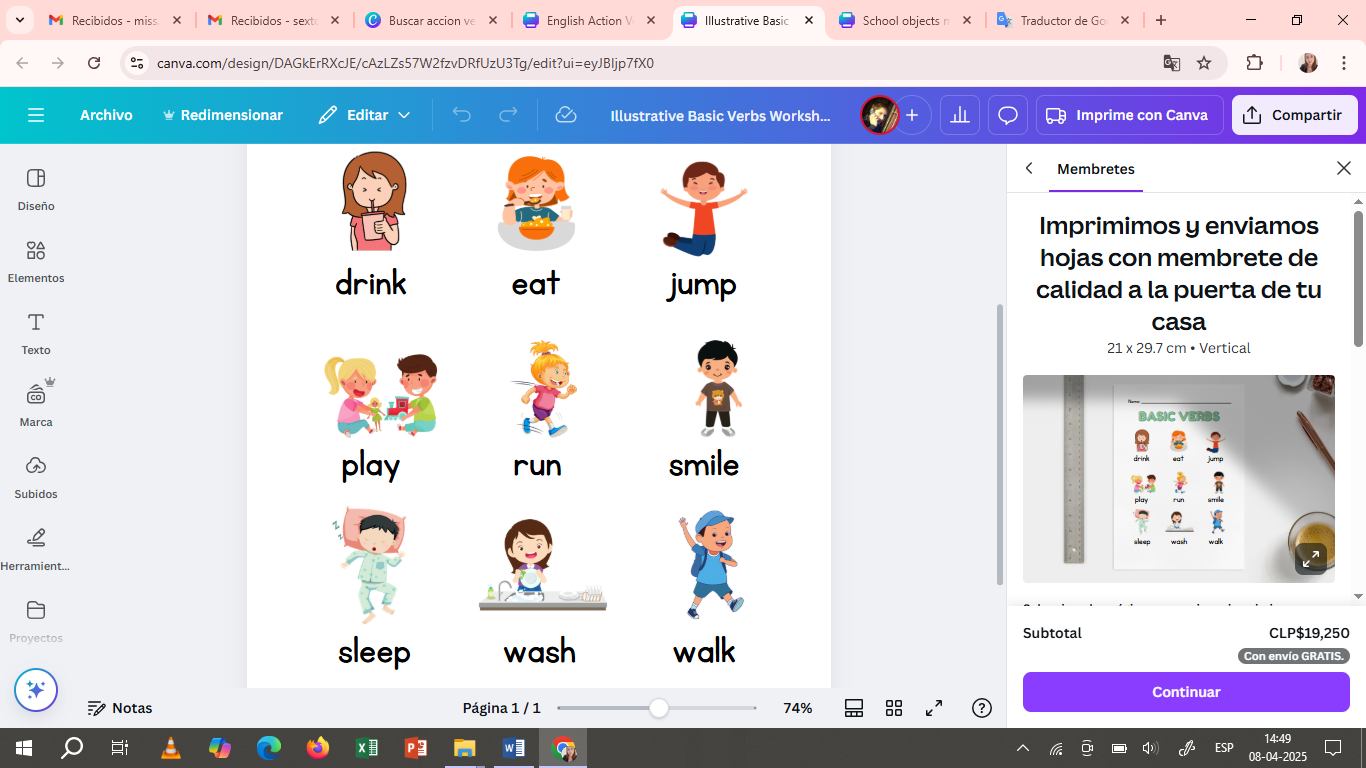 Recibidos - miss.
Recibidos - sexto
Buscar accion ve
English Action V
Illustrative Basic
School objects m
Traductor de Goo
canva.com/design/DAGkErRXcJE/cAzLZs57W2fzvDRfUzU3Tg/edit?ui=eyJBIjp7fX0
Archivo
Redimensionar
Editar
Illustrative Basic Verbs Worksh...
Imprime con Canva
Compartir
Diseño
Elementos
Texto
Marca
Subidos
Herramient...
Proyectos
drink eat jump
play run smile
sleep wash walk
Membretes
Imprimimos y enviamos
hojas con membrete de
calidad a la puerta de tu
casa
21 x 29.7 cm • Vertical
Name:
BASIC VERBS
drink eat jump
play run smile
sleep wash walk
Subtotal CLP$19,250
Con envío GRATIS.
Continuar
Notas
Página 1 / 1
74%
ESP
14:49
08-04-2025